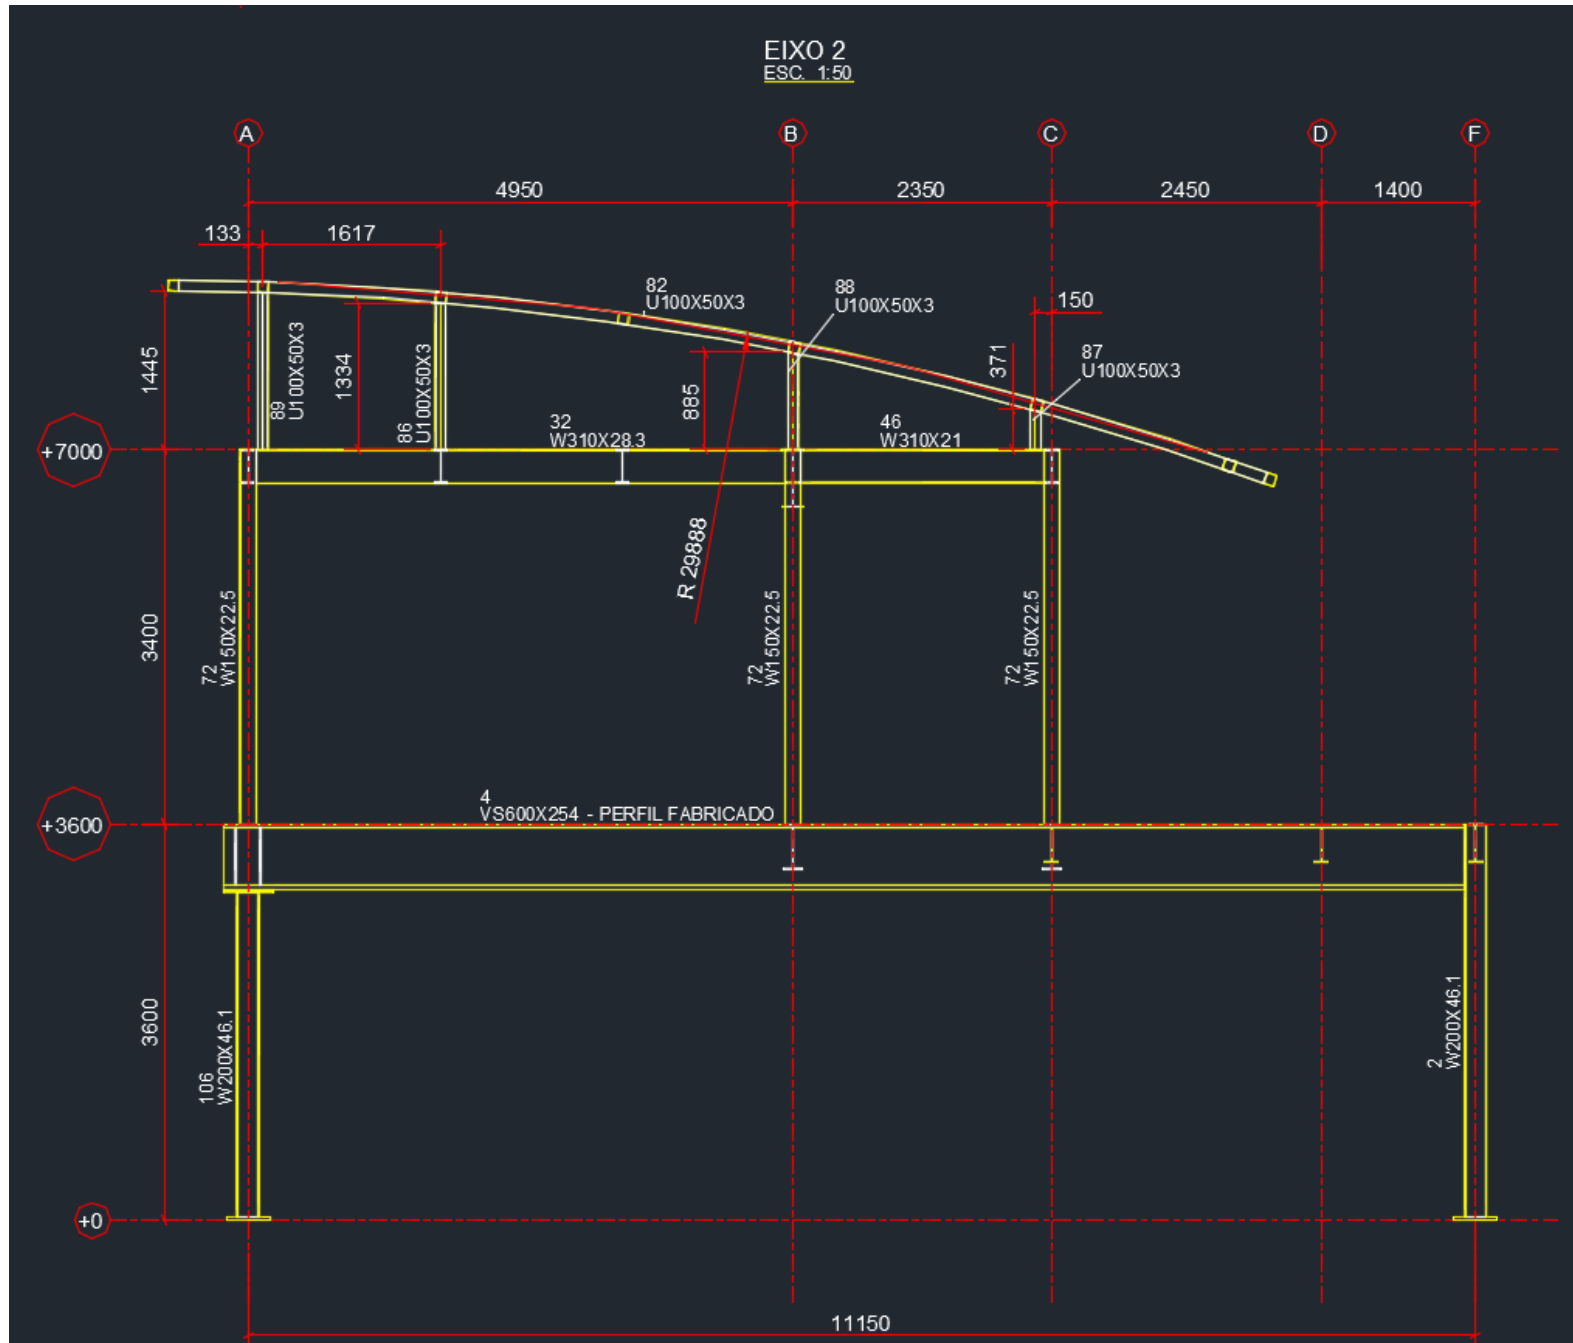 EIXO 2
ESC. 1:50
A
B
C
D
F
4950
2350
2450
1400
133
1617
82
U100X50X3
88
U100X50X3
150
1445
89
U100X50X3
1334
86
U100X50X3
885
371
87
U100X50X3
32
W310X28.3
46
W310X21
+7000
R 29888
3400
72
W150X22.5
72
W150X22.5
72
W150X22.5
4
VS600X254 - PERFIL FABRICADO
+3600
3600
106
W200X46.1
2
W200X46.1
+0
11150